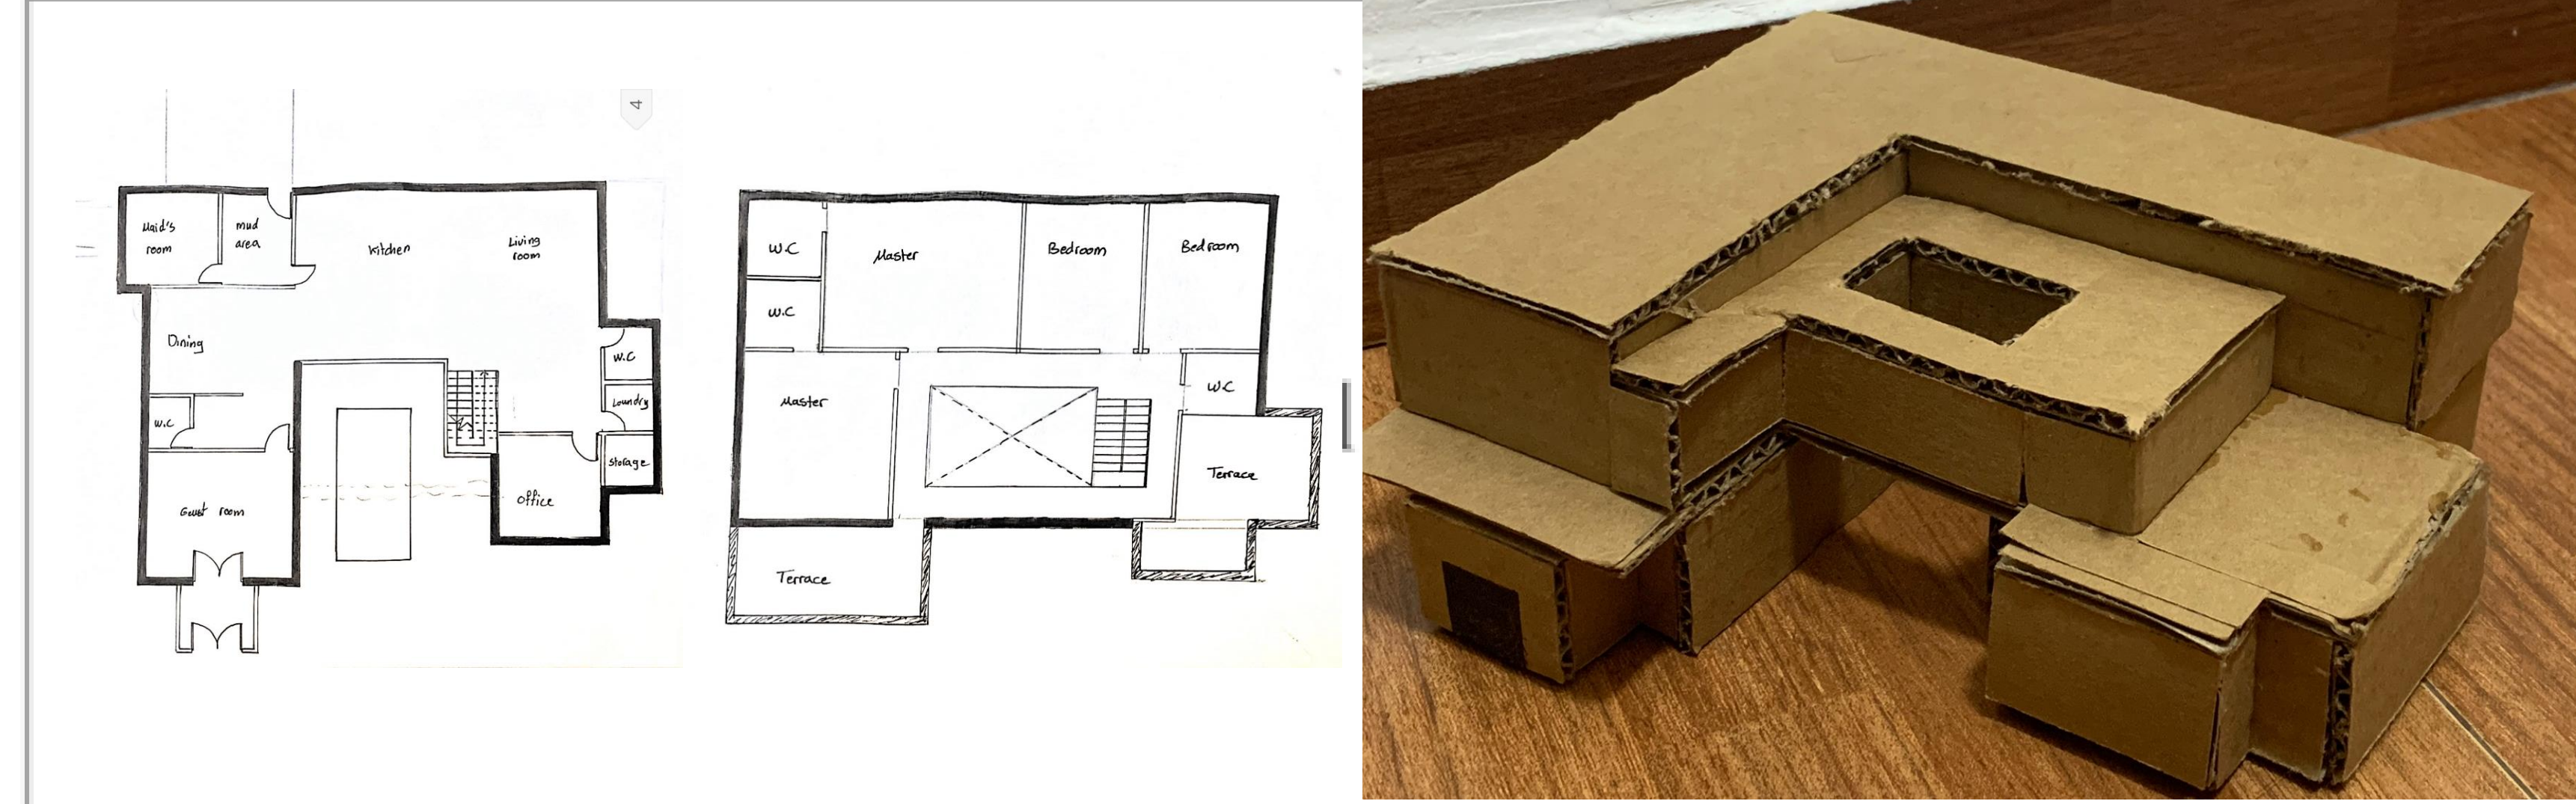 4
Maid's
room
mud
area
Kitchen
Living
room
Dining
W.C
Laundry
W.C
Storage
Office
Guest room
W.C
Master
Bedroom
Bedroom
W.C
Master
W.C
Terrace
Terrace